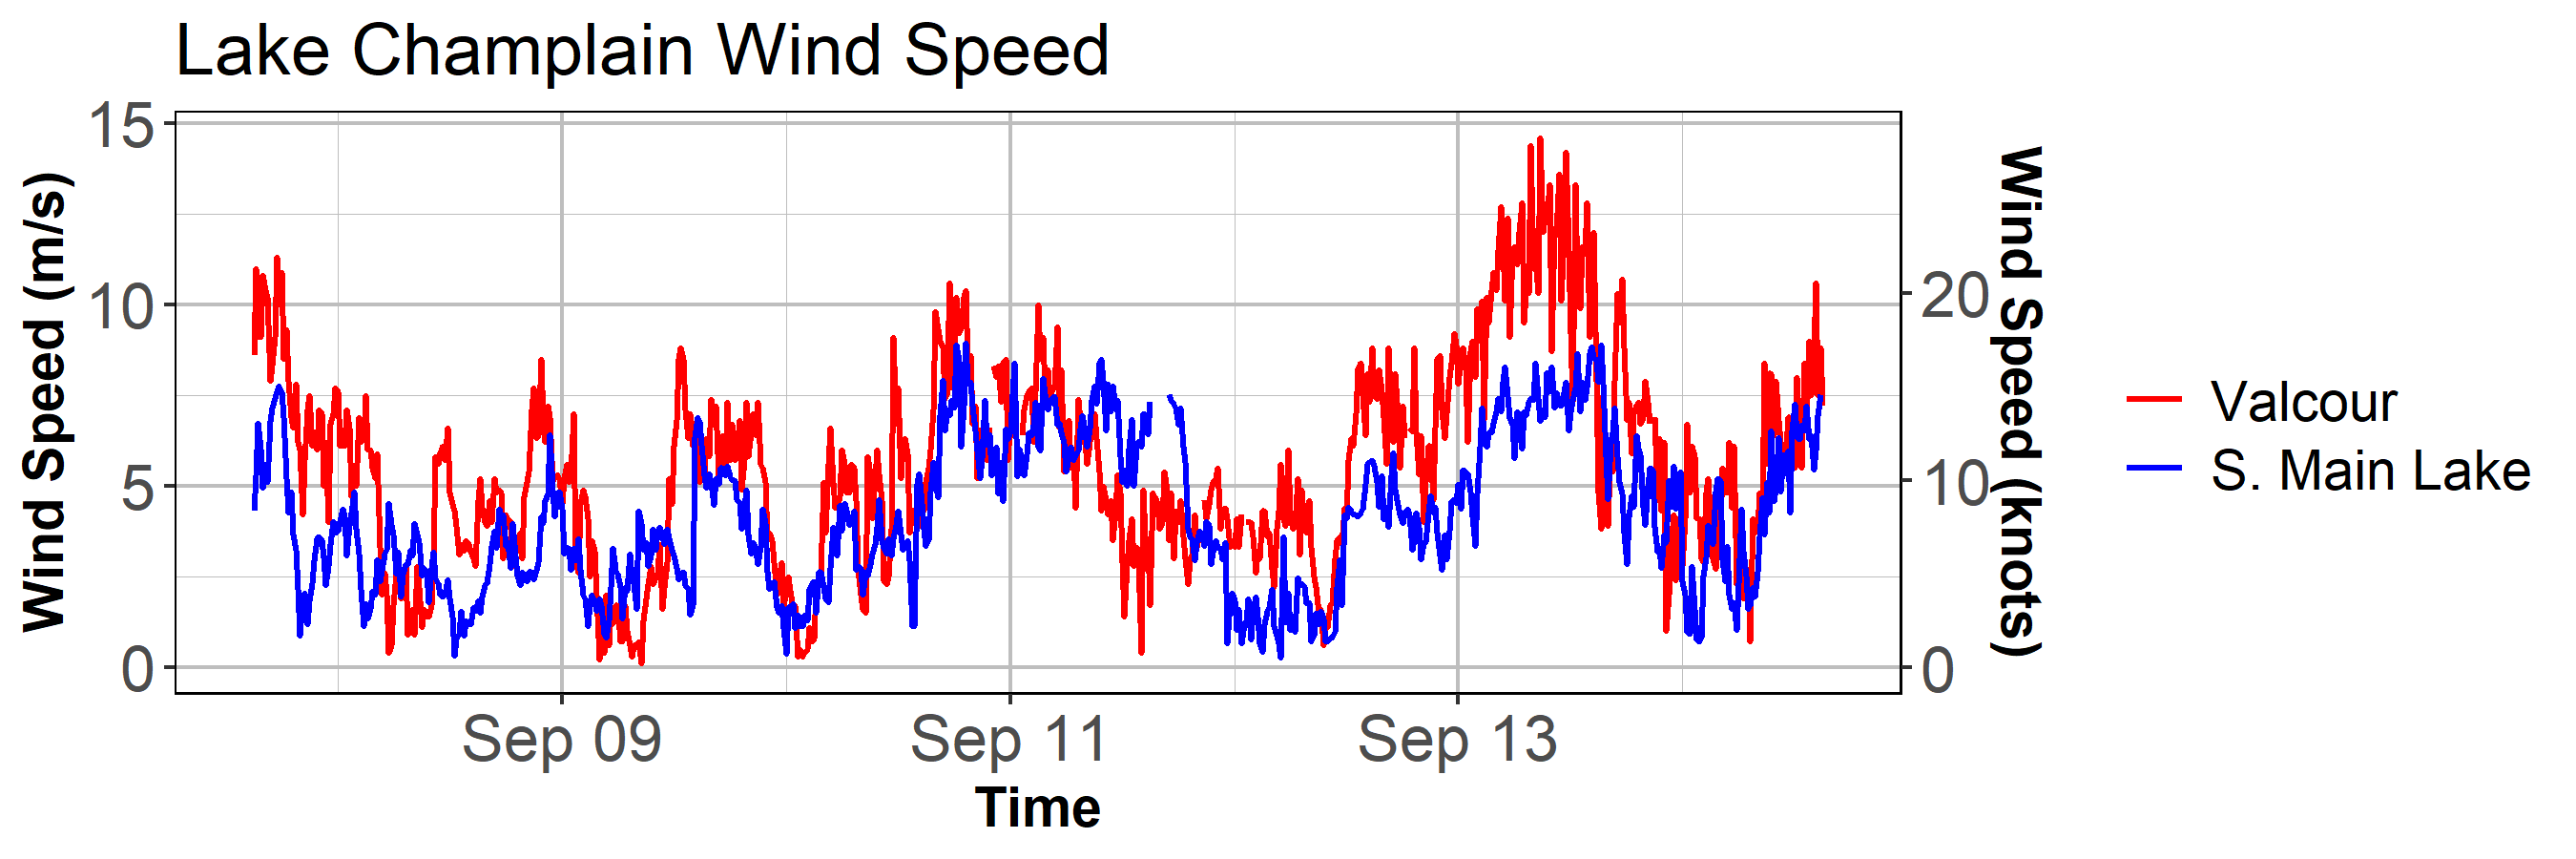 Lake Champlain Wind Speed
Wind Speed (m/s)
15
10
5
0
20
10
0
Wind Speed (knots)
Sep 09
Sep 11
Sep 13
Time
Valcour
S. Main Lake